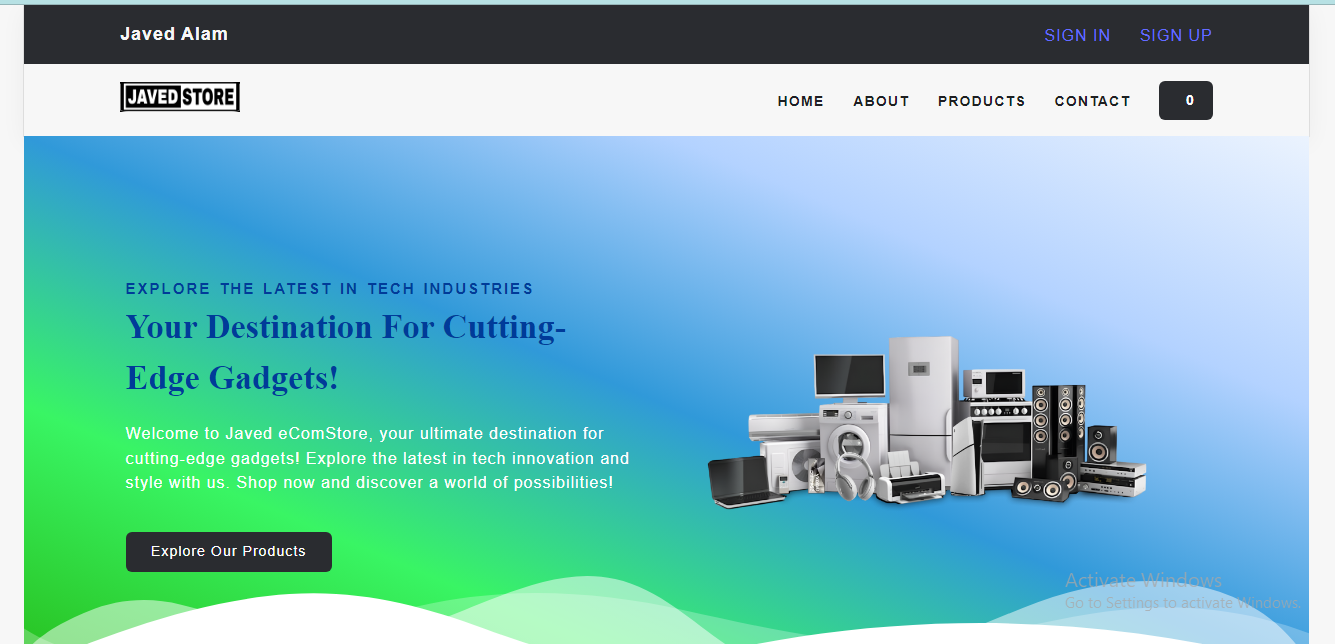 Javed Alam
SIGN IN SIGN UP
JAVED STORE
HOME ABOUT PRODUCTS CONTACT 0
EXPLORE THE LATEST IN TECH INDUSTRIES
Your Destination For Cutting-
Edge Gadgets!
Welcome to Javed eComStore, your ultimate destination for
cutting-edge gadgets! Explore the latest in tech innovation and
style with us. Shop now and discover a world of possibilities!
Explore Our Products
Activate Windows
Go to Settings to activate Windows.